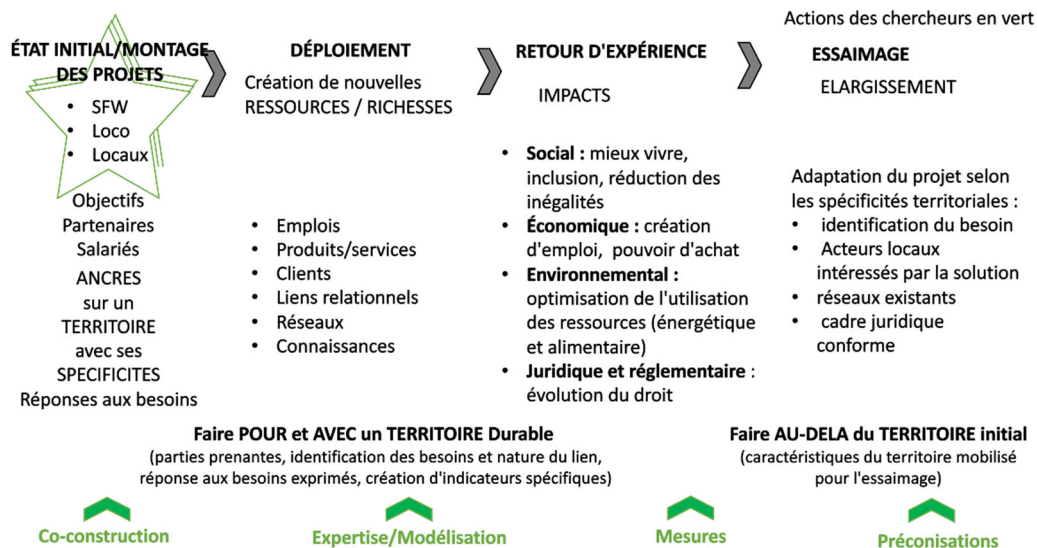 Actions des chercheurs en vert
ÉTAT INITIAL/MONTAGE
DES PROJETS
• SFW
• Loco
• Locaux
Objectifs
Partenaires
Salariés
ANCRES
sur un
TERRITOIRE
avec ses
SPECIFICITES
Réponses aux besoins
DÉPLOIEMENT
Création de nouvelles
RESSOURCES / RICHESSES
• Emplois
• Produits/services
• Clients
• Liens relationnels
• Réseaux
• Connaissances
RETOUR D'EXPÉRIENCE
IMPACTS
• Social : mieux vivre,
inclusion, réduction des
inégalités
• Économique : création
d'emploi, pouvoir d'achat
• Environnemental :
optimisation de l'utilisation
des ressources (énergétique
et alimentaire)
• Juridique et réglementaire :
évolution du droit
ESSAIMAGE
ELARGISSEMENT
Adaptation du projet selon
les spécificités territoriales :
• identification du besoin
• Acteurs locaux
intéressés par la solution
• réseaux existants
• cadre juridique
conforme
Faire POUR et AVEC un TERRITOIRE Durable
(parties prenantes, identification des besoins et nature du lien,
réponse aux besoins exprimés, création d'indicateurs spécifiques)
Faire AU-DELA du TERRITOIRE initial
(caractéristiques du territoire mobilisé
pour l'essaimage)
Co-construction
Expertise/Modélisation
Mesures
Préconisations